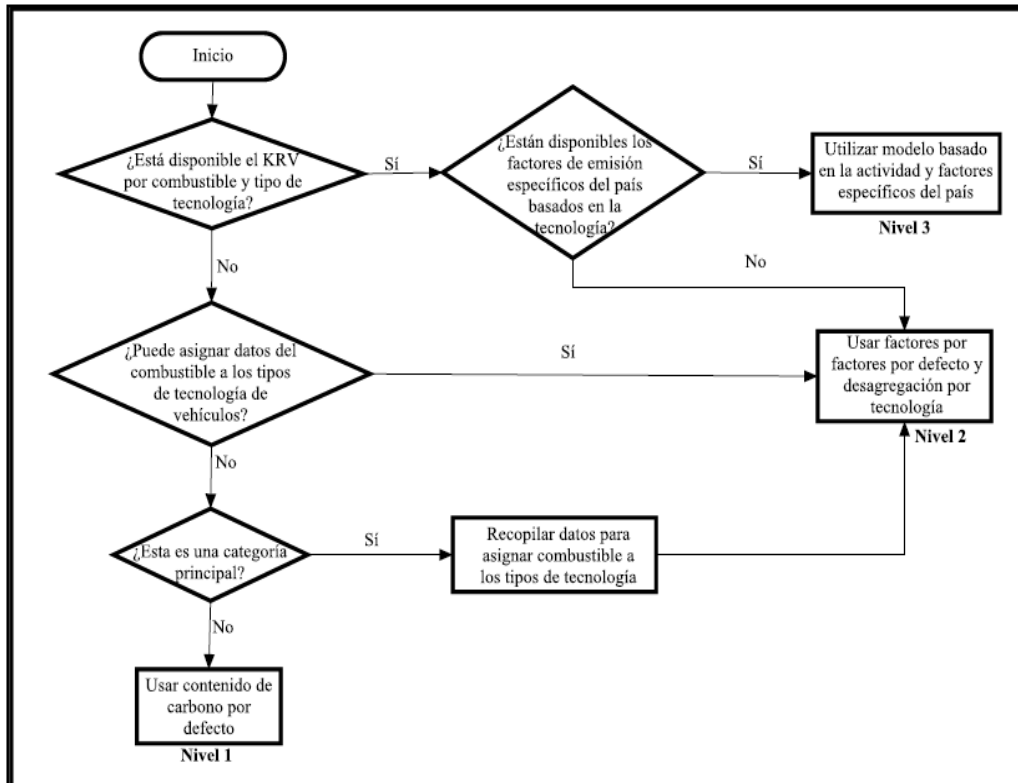 Inicio
¿Está disponible el KRV
por combustible y tipo de
tecnología?
Sí
¿Están disponibles los
factores de emisión
específicos del país
basados en la
tecnología?
Sí
Utilizar modelo basado
en la actividad y factores
específicos del país
Nivel 3
No
No
¿Puede asignar datos del
combustible a los tipos
de tecnología de
vehículos?
Sí
Usar factores por
factores por defecto y
desagregación por
tecnología
Nivel 2
No
¿Esta es una categoría
principal?
Sí
Recopilar datos para
asignar combustible a
los tipos de tecnología
No
Usar contenido de
carbono por
defecto
Nivel 1